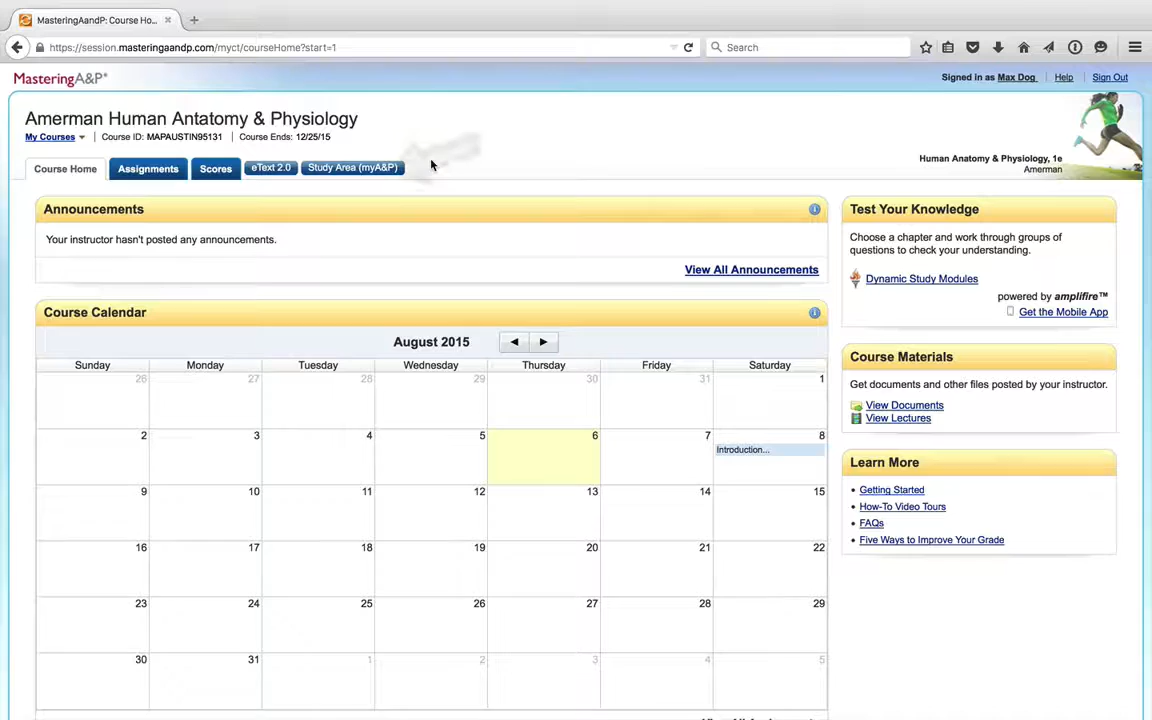 MasteringAandP: Course Ho...
https://session.masteringaandp.com/myct/courseHome?start=1
Search
MasteringA&P®
Signed in as Max Dog
Help
Sign Out
Amerman Human Antatomy & Physiology
My Courses
Course ID: MAPAUSTIN95131
Course Ends: 12/25/15
Human Anatomy & Physiology, 1e
Amerman
Course Home
Assignments
Scores
eText 2.0
Study Area (myA&P)
Announcements
Your instructor hasn't posted any announcements.
View All Announcements
Course Calendar
August 2015
Sunday Monday Tuesday Wednesday Thursday Friday Saturday
26 27 28 29 30 31 1
2 3 4 5 6 7 8
Introduction...
9 10 11 12 13 14 15
16 17 18 19 20 21 22
23 24 25 26 27 28 29
30 31 1 2 3 4 5
Test Your Knowledge
Choose a chapter and work through groups of
questions to check your understanding.
Dynamic Study Modules
powered by amplifire™
Get the Mobile App
Course Materials
Get documents and other files posted by your instructor.
View Documents
View Lectures
Learn More
• Getting Started
• How-To Video Tours
• FAQs
• Five Ways to Improve Your Grade